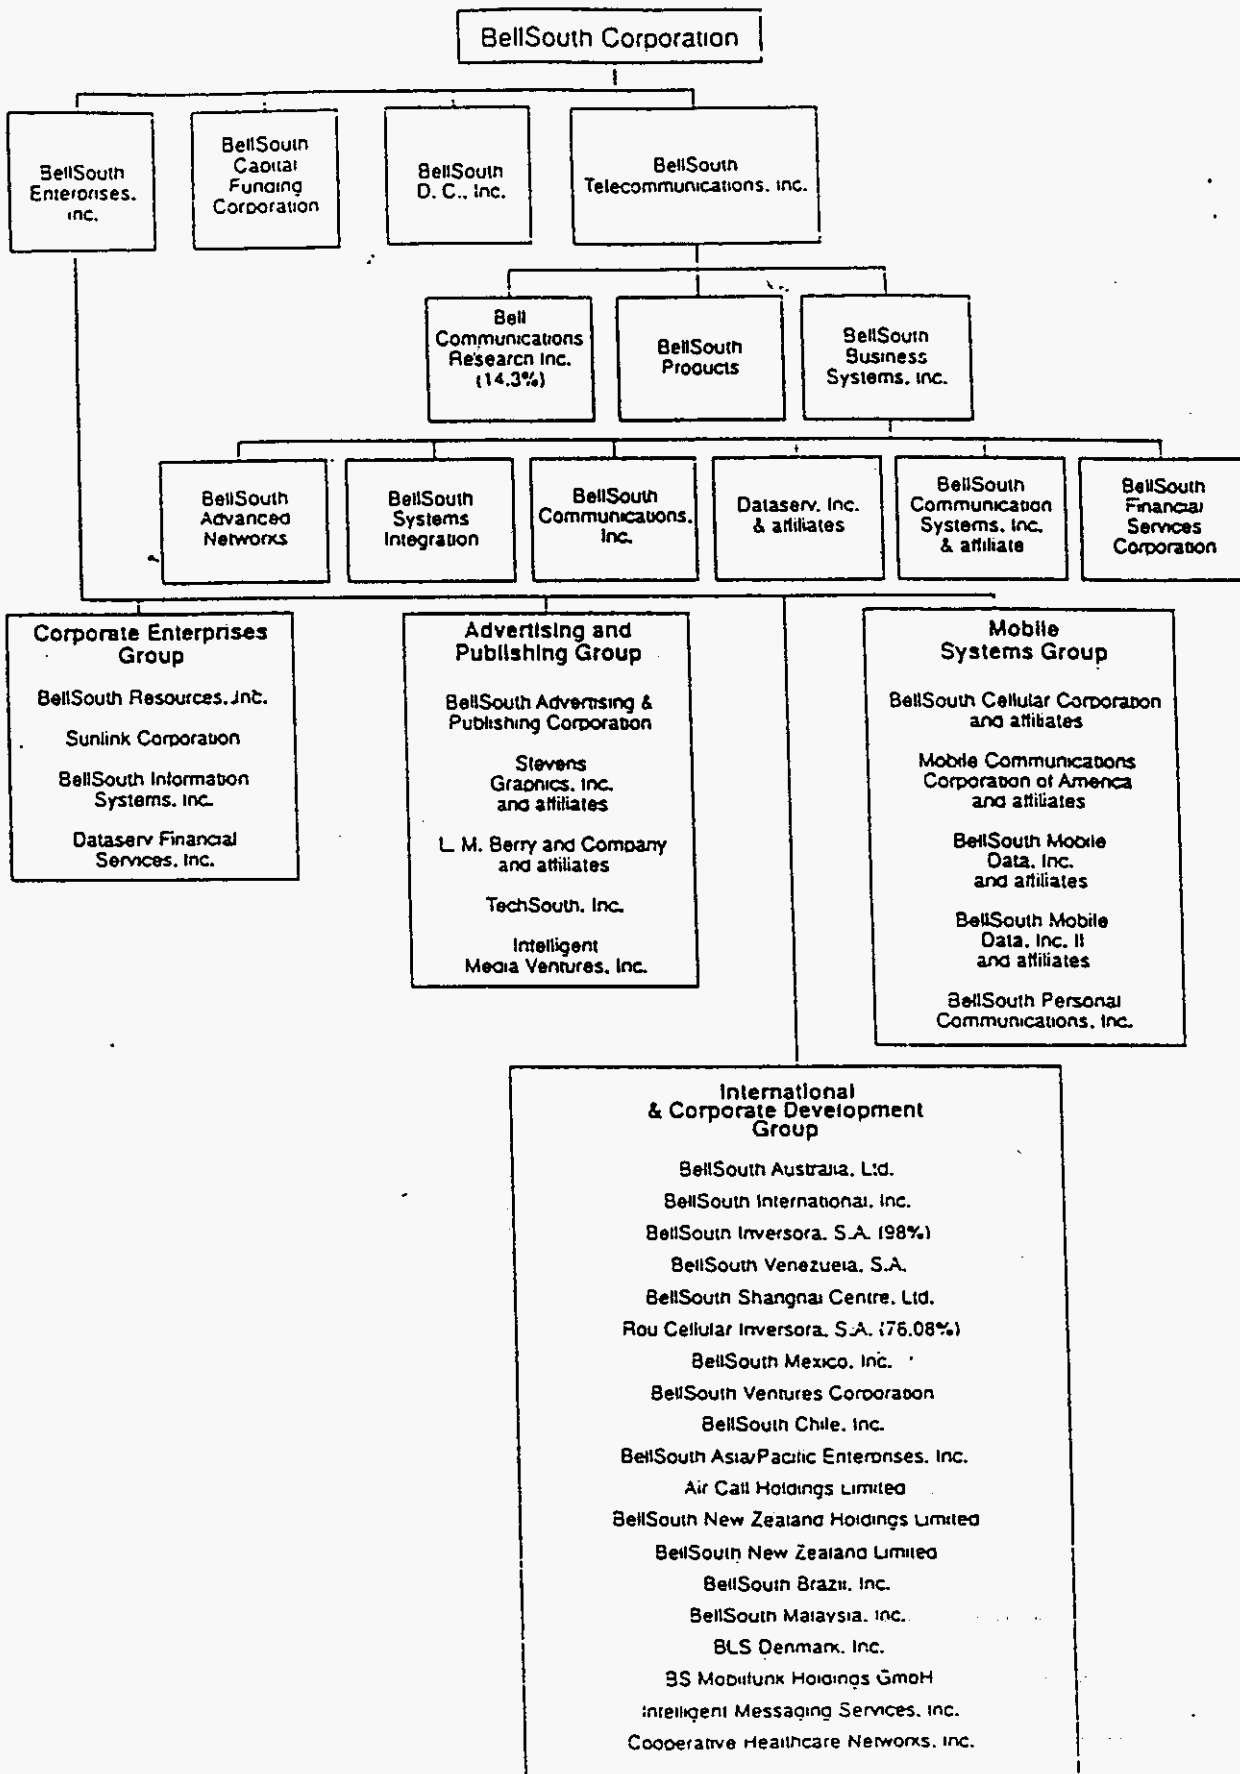 BellSouth Corporation
BellSouth
Enterprises,
Inc.
BellSouth
Capital
Funding
Corporation
BellSouth
D. C., Inc.
BellSouth
Telecommunications, Inc.
Bell
Communications
Research Inc.
(14.3%)
BellSouth
Products
BellSouth
Business
Systems, Inc.
BellSouth
Advanced
Networks
BellSouth
Systems
Integration
BellSouth
Communications,
Inc.
Dataserv, Inc.
& affiliates
BellSouth
Communication
Systems, Inc.
& affiliate
BellSouth
Financial
Services
Corporation
Corporate Enterprises
Group
BellSouth Resources, Inc.
Sunlink Corporation
BellSouth Information
Systems, Inc.
Dataserv Financial
Services, Inc.
Advertising and
Publishing Group
BellSouth Advertising &
Publishing Corporation
Stevens
Graphics, Inc.
and affiliates
L. M. Berry and Company
and affiliates
TechSouth, Inc.
Intelligent
Media Ventures, Inc.
Mobile
Systems Group
BellSouth Cellular Corporation
and affiliates
Mobile Communications
Corporation of America
and affiliates
BellSouth Mobile
Data, Inc.
and affiliates
BellSouth Mobile
Data, Inc. II
and affiliates
BellSouth Personal
Communications, Inc.
International
& Corporate Development
Group
BellSouth Australia, Ltd.
BellSouth International, Inc.
BellSouth Inversora, S.A. (98%)
BellSouth Venezuela, S.A.
BellSouth Shanghai Centre, Ltd.
Rou Cellular Inversora, S.A. (76.08%)
BellSouth Mexico, Inc.
BellSouth Ventures Corporation
BellSouth Chile, Inc.
BellSouth Asia/Pacific Enterprises, Inc.
Air Call Holdings Limited
BellSouth New Zealand Holdings Limited
BellSouth New Zealand Limited
BellSouth Brazil, Inc.
BellSouth Malaysia, Inc.
BLS Denmark, Inc.
BS Mobilfunk Holdings GmbH
Intelligent Messaging Services, Inc.
Cooperative Healthcare Networks, Inc.